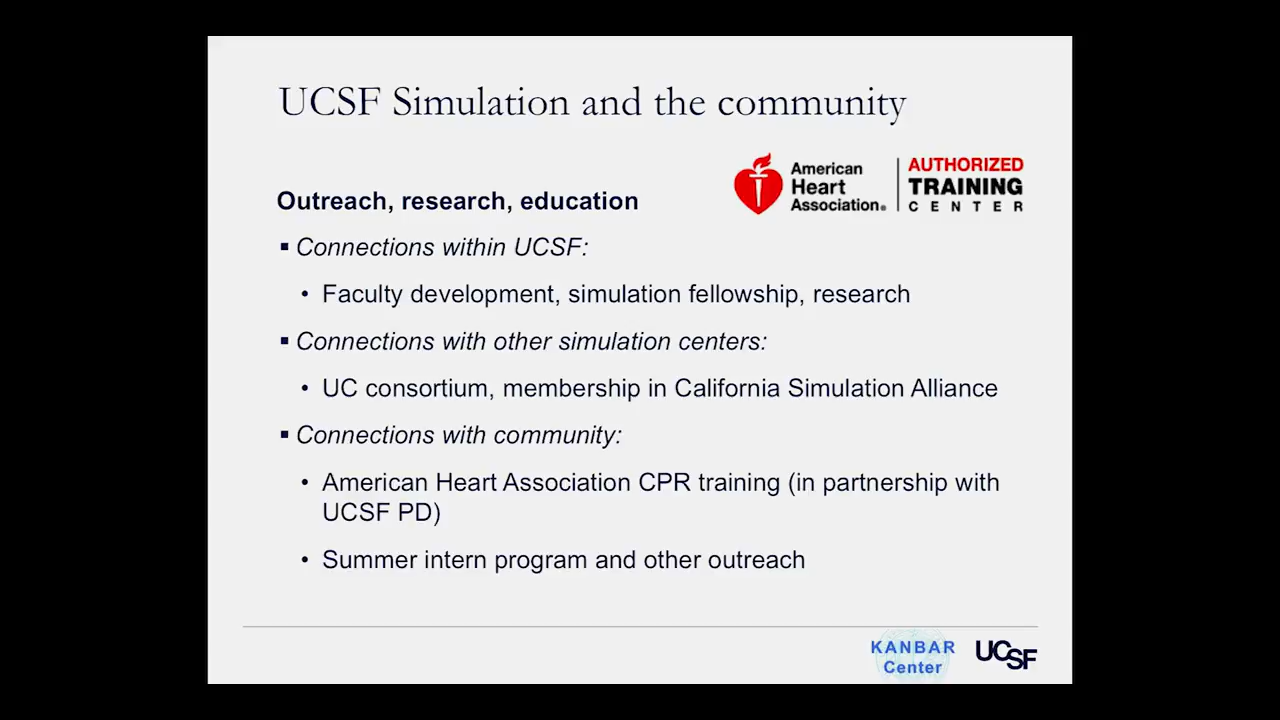 UCSF Simulation and the community
American
Heart
Association®
AUTHORIZED
TRAINING
CENTER
Outreach, research, education
▪ Connections within UCSF:
• Faculty development, simulation fellowship, research
▪ Connections with other simulation centers:
• UC consortium, membership in California Simulation Alliance
▪ Connections with community:
• American Heart Association CPR training (in partnership with
UCSF PD)
• Summer intern program and other outreach
KANBAR
Center
UCSF